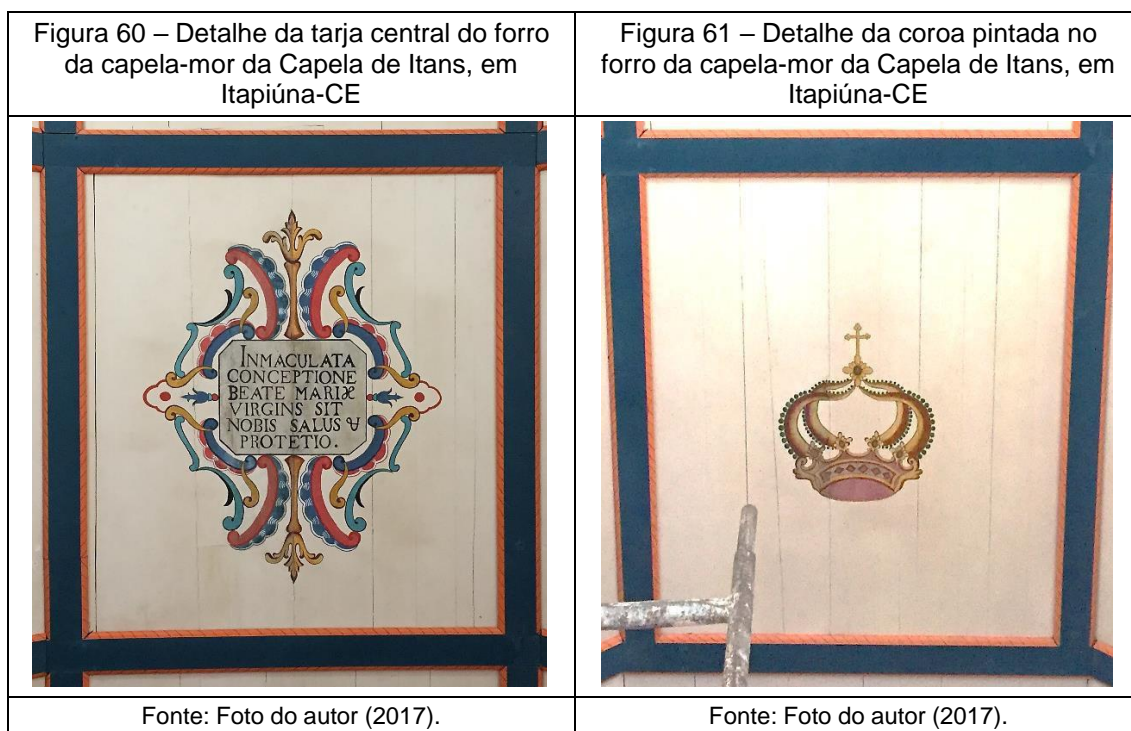 Figura 60 – Detalhe da tarja central do forro
da capela-mor da Capela de Itans, em
Itapiúna-CE
Figura 61 – Detalhe da coroa pintada no
forro da capela-mor da Capela de Itans, em
Itapiúna-CE
INMACULATA
CONCEPTIONE
BEATE MARIÆ
VIRGINS SIT
NOBIS SALUS &
PROTETIO.
Fonte: Foto do autor (2017).
Fonte: Foto do autor (2017).